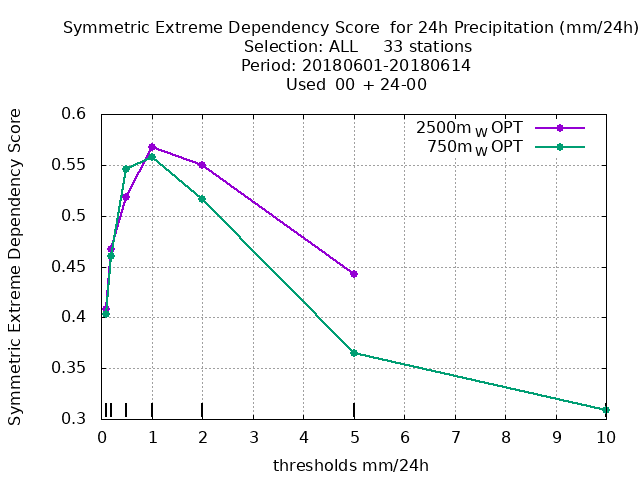 Symmetric Extreme Dependency Score  for 24h Precipitation (mm/24h)
Selection: ALL     33 stations
Period: 20180601-20180614
Used  00 + 24-00
Symmetric Extreme Dependency Score
0.6
0.55
0.5
0.45
0.4
0.35
0.3
2500m W OPT
750m W OPT
0 1 2 3 4 5 6 7 8 9 10
thresholds mm/24h